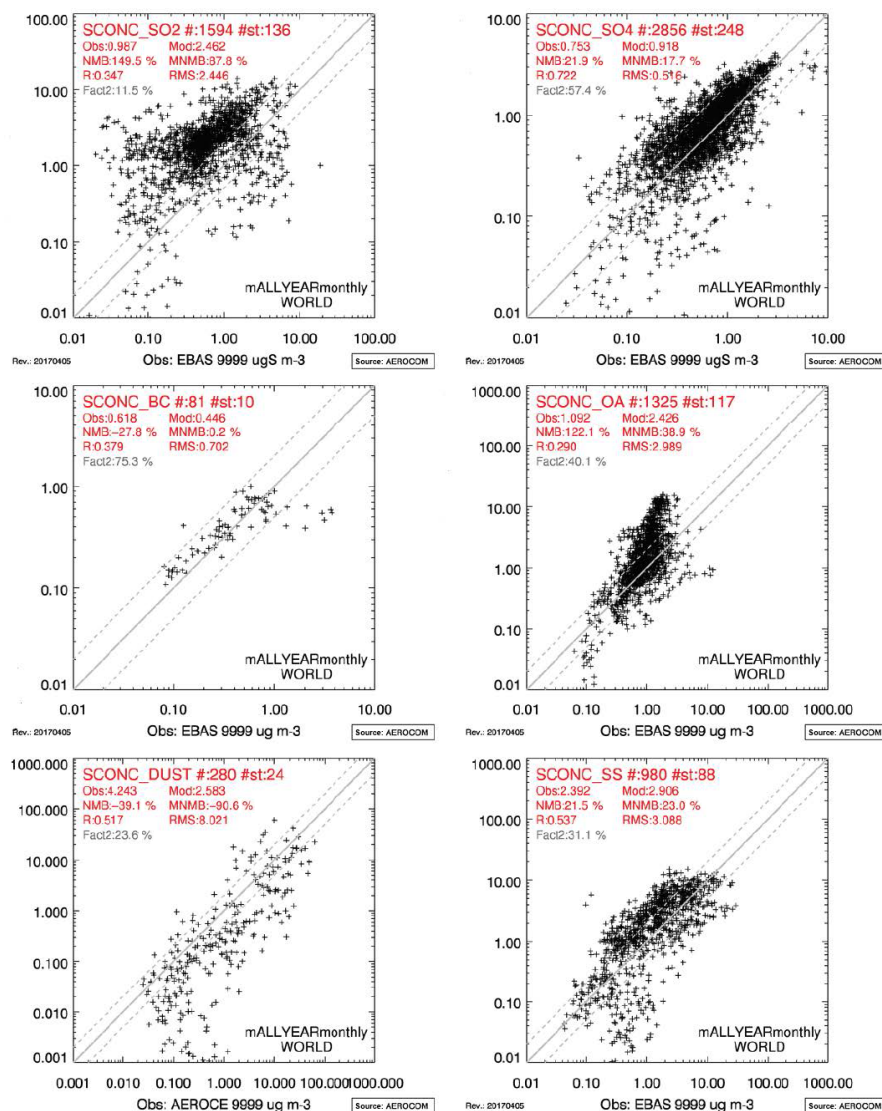 SCONC_SO2 #:1594 #st:136
Obs:0.987 Mod:2.462
NMB:149.5 % MNMB:87.8 %
R:0.347 RMS:2.446
Fact2:11.5 %
100.00
10.00
1.00
0.10
0.01
mALLYEARmonthly
WORLD
0.01 0.10 1.00 10.00 100.00
Rev.: 20170405
Obs: EBAS 9999 ugS m-3
Source: AEROCOM
SCONC_SO4 #:2856 #st:248
Obs:0.753 Mod:0.918
NMB:21.9 % MNMB:17.7 %
R:0.722 RMS:0.516
Fact2:57.4 %
10.00
1.00
0.10
0.01
mALLYEARmonthly
WORLD
0.01 0.10 1.00 10.00
Rev.: 20170405
Obs: EBAS 9999 ugS m-3
Source: AEROCOM
SCONC_BC #:81 #st:10
Obs:0.618 Mod:0.446
NMB:-27.8 % MNMB:0.2 %
R:0.379 RMS:0.702
Fact2:75.3 %
10.00
1.00
0.10
0.01
mALLYEARmonthly
WORLD
0.01 0.10 1.00 10.00
Rev.: 20170405
Obs: EBAS 9999 ug m-3
Source: AEROCOM
SCONC_OA #:1325 #st:117
Obs:1.092 Mod:2.426
NMB:122.1 % MNMB:38.9 %
R:0.290 RMS:2.989
Fact2:40.1 %
1000.00
100.00
10.00
1.00
0.10
0.01
mALLYEARmonthly
WORLD
0.01 0.10 1.00 10.00 100.00 1000.00
Rev.: 20170405
Obs: EBAS 9999 ug m-3
Source: AEROCOM
SCONC_DUST #:280 #st:24
Obs:4.243 Mod:2.583
NMB:-39.1 % MNMB:-90.6 %
R:0.517 RMS:8.021
Fact2:23.6 %
1000.000
100.000
10.000
1.000
0.100
0.010
0.001
mALLYEARmonthly
WORLD
0.001 0.010 0.100 1.000 10.000 100.0001000.000
Obs: AEROCE 9999 ug m-3
Source: AEROCOM
SCONC_SS #:980 #st:88
Obs:2.392 Mod:2.906
NMB:21.5 % MNMB:23.0 %
R:0.537 RMS:3.088
Fact2:31.1 %
1000.00
100.00
10.00
1.00
0.10
0.01
mALLYEARmonthly
WORLD
0.01 0.10 1.00 10.00 100.00 1000.00
Rev.: 20170405
Obs: EBAS 9999 ug m-3
Source: AEROCOM